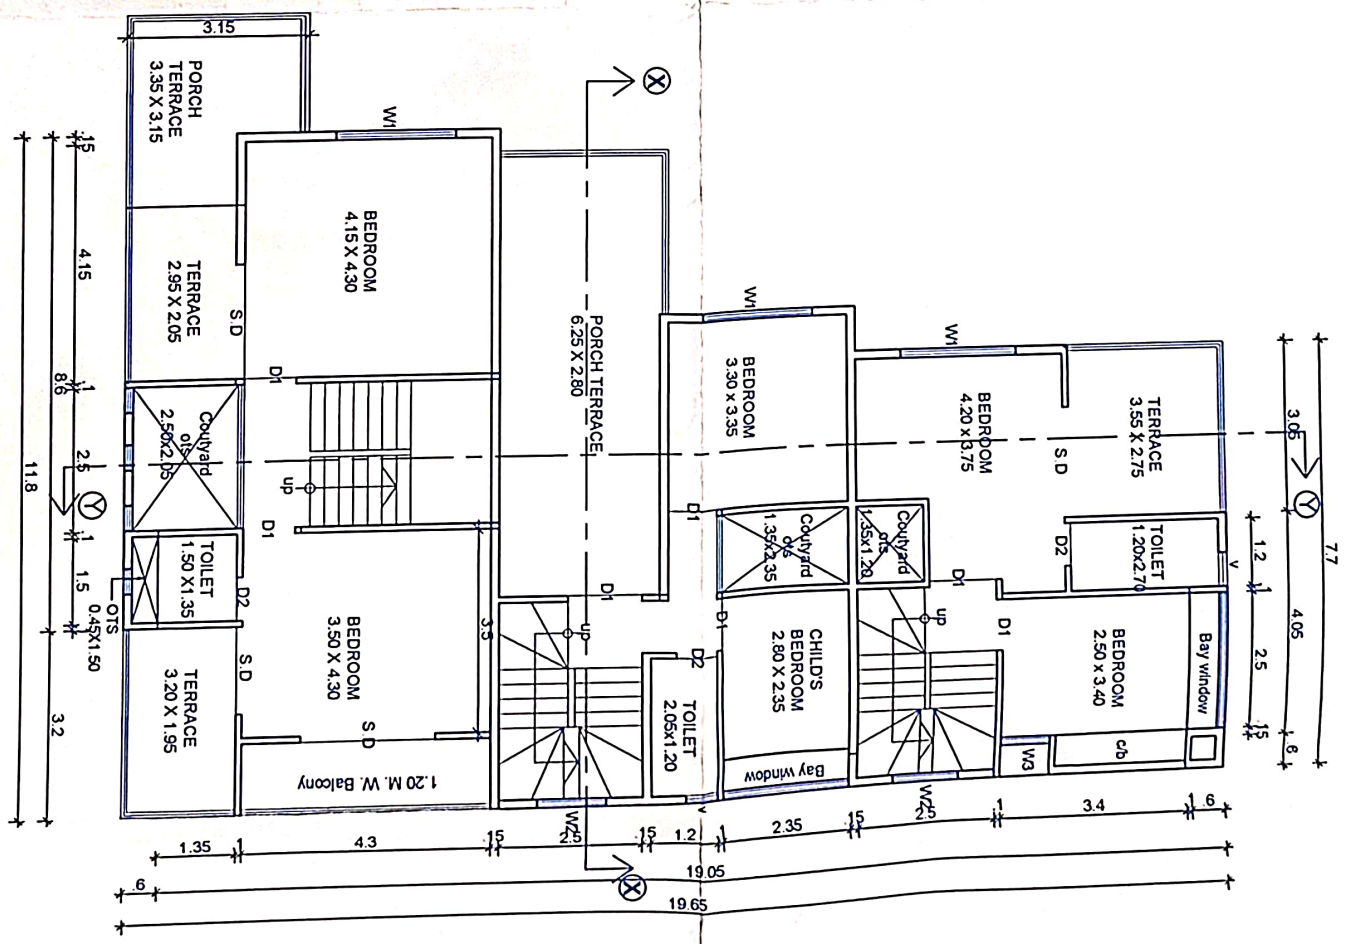 3.15
PORCH
TERRACE
3.35 X 3.15
W1
X
.15
BEDROOM
4.15 X 4.30
4.15
TERRACE
2.95 X 2.05
S.D
PORCH TERRACE
6.25 X 2.80
W1
BEDROOM
3.30 X 3.35
W1
BEDROOM
4.20 x 3.75
TERRACE
3.55 X 2.75
S.D
3.05
Y
7.7
D1
.1
8.6
11.8
2.5
Coutyard
ots
2.50x2.05
up
Y
D1
.1
D1
Coutyard
ots
1.35x2.35
Coutyard
ots
1.35x1.20
D2
TOILET
1.20x2.70
v
1.2
.1
4.05
TOILET
1.50 X1.35
D2
1.5
OTS
0.45X1.50
3.5
BEDROOM
3.50 X 4.30
D1
up
D1
D1
up
D1
BEDROOM
2.50 x 3.40
Bay window
2.5
S.D
TERRACE
3.20 X 1.95
3.2
S.D
D2
TOILET
2.05x1.20
CHILD'S
BEDROOM
2.80 X 2.35
Bay window
1.20 M. W. Balcony
W3
c/b
.15
.6
v
W2
W2
1.35
.1
4.3
.15
2.5
.15
1.2
.1
2.35
.15
2.5
.1
3.4
.1
.6
X
.6
19.05
19.65